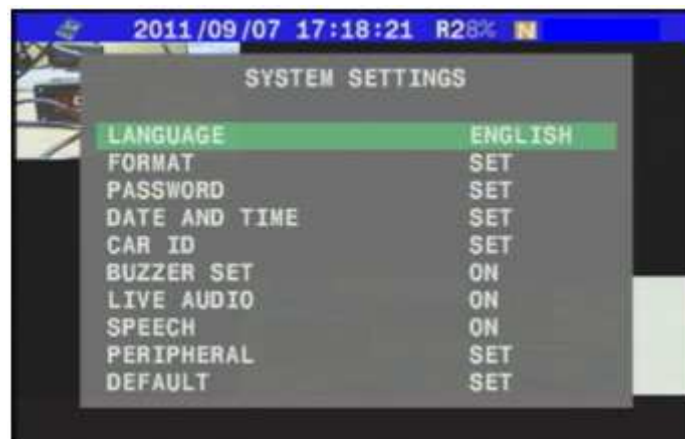 2011/09/07 17:18:21 R28% N
SYSTEM SETTINGS
LANGUAGE ENGLISH
FORMAT SET
PASSWORD SET
DATE AND TIME SET
CAR ID SET
BUZZER SET ON
LIVE AUDIO ON
SPEECH ON
PERIPHERAL SET
DEFAULT SET